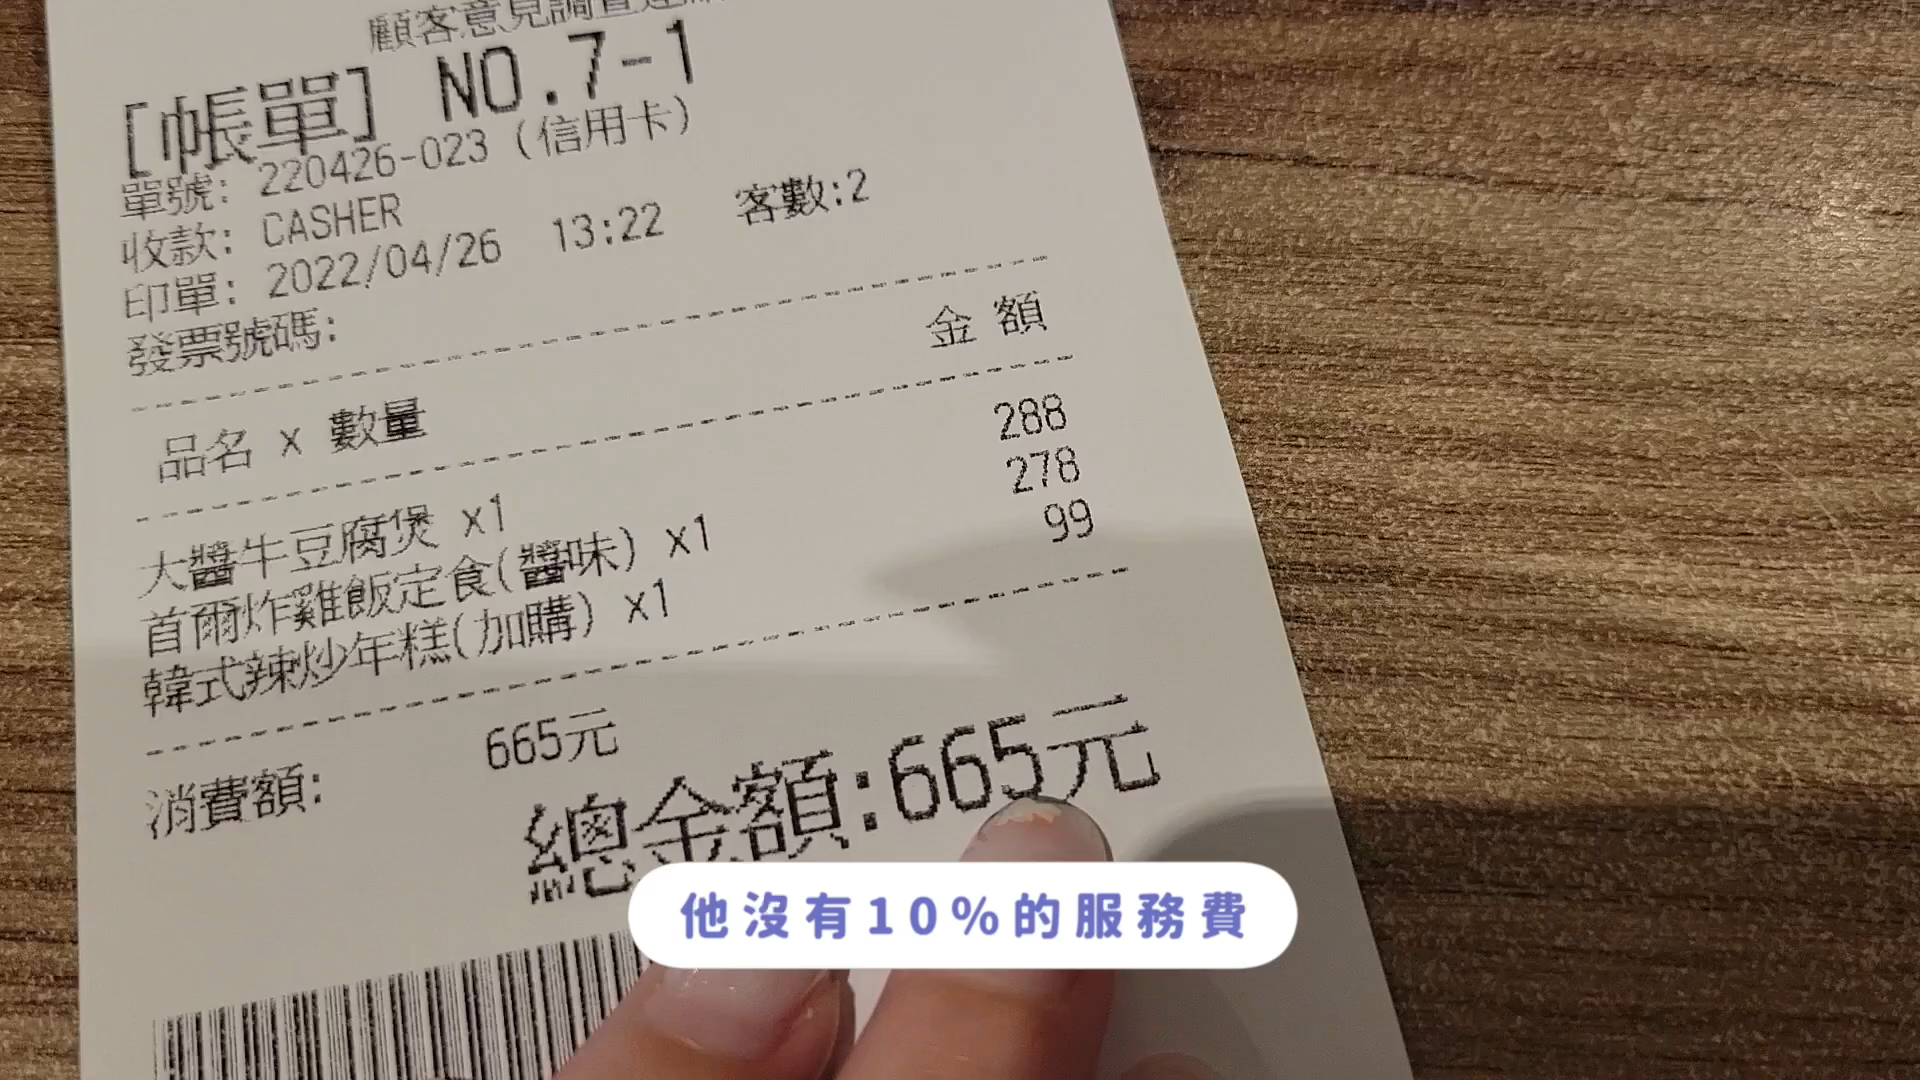 顧客意見調查
[帳單] NO.7-1
單號: 220426-023 (信用卡)
收款: CASHER
印單: 2022/04/26 13:22 客數:2
發票號碼:
品名 x 數量 金 額
大醬牛豆腐煲 x1 288
首爾炸雞飯定食(醬味) x1 278
韓式辣炒年糕(加購) x1 99
消費額: 665元
總金額:665元
他沒有10%的服務費